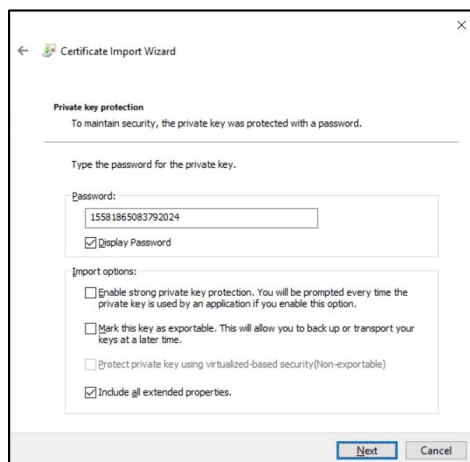 Certificate Import Wizard
Private key protection
To maintain security, the private key was protected with a password.
Type the password for the private key.
Password:
15581865083792024
Display Password
Import options:
Enable strong private key protection. You will be prompted every time the
private key is used by an application if you enable this option.
Mark this key as exportable. This will allow you to back up or transport your
keys at a later time.
Protect private key using virtualized-based security(Non-exportable)
Include all extended properties.
Next Cancel